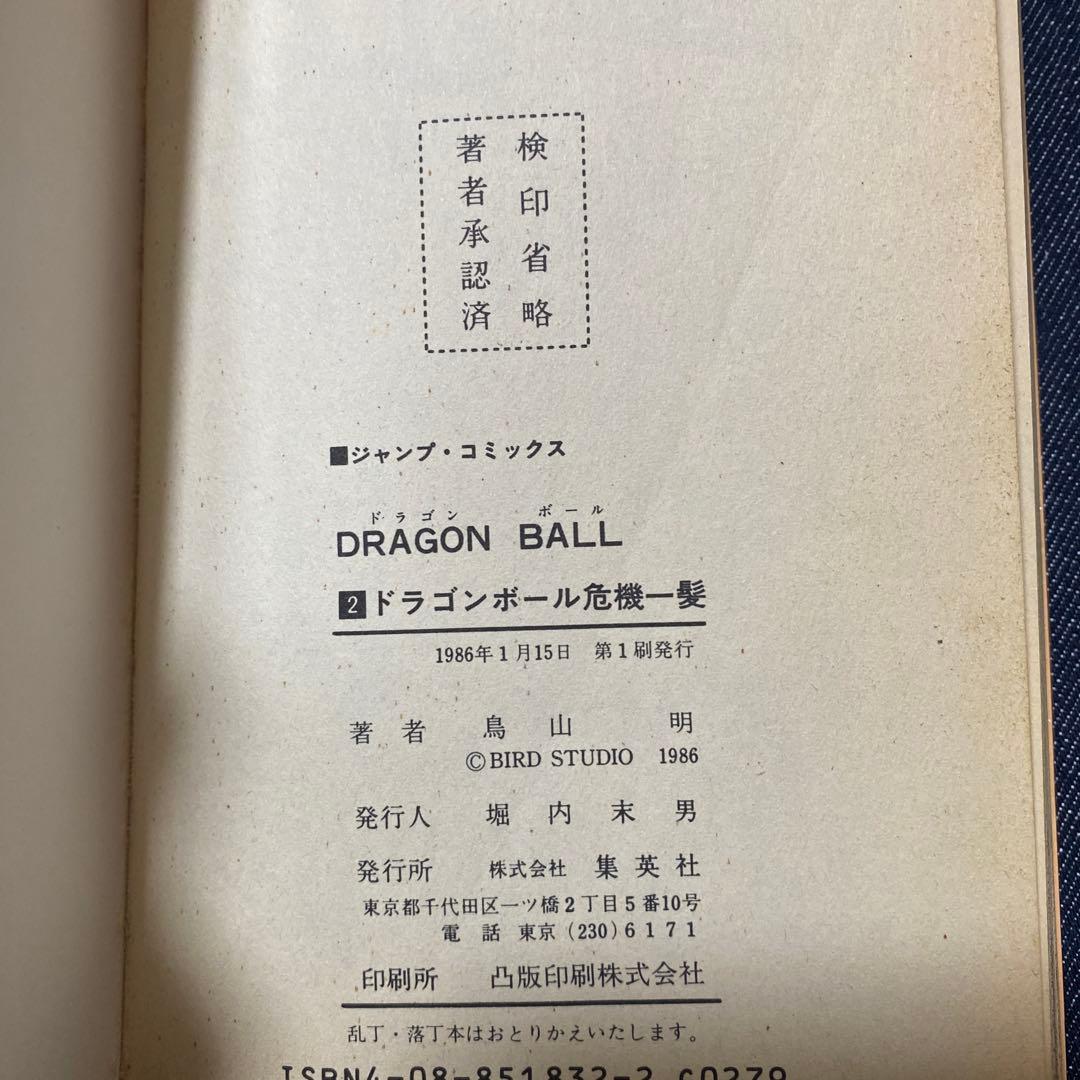 検印省略
著者承認済
■ジャンプ・コミックス
ドラゴン ボール
DRAGON BALL
2 ドラゴンボール危機一髪
1986年1月15日 第1刷発行
著者 鳥山 明
©BIRD STUDIO 1986
発行人 堀内末男
発行所 株式会社 集英社
東京都千代田区一ツ橋2丁目5番10号
電話 東京(230)6171
印刷所 凸版印刷株式会社
乱丁・落丁本はおとりかえいたします。
ISBN4-08-851832-2 C0279